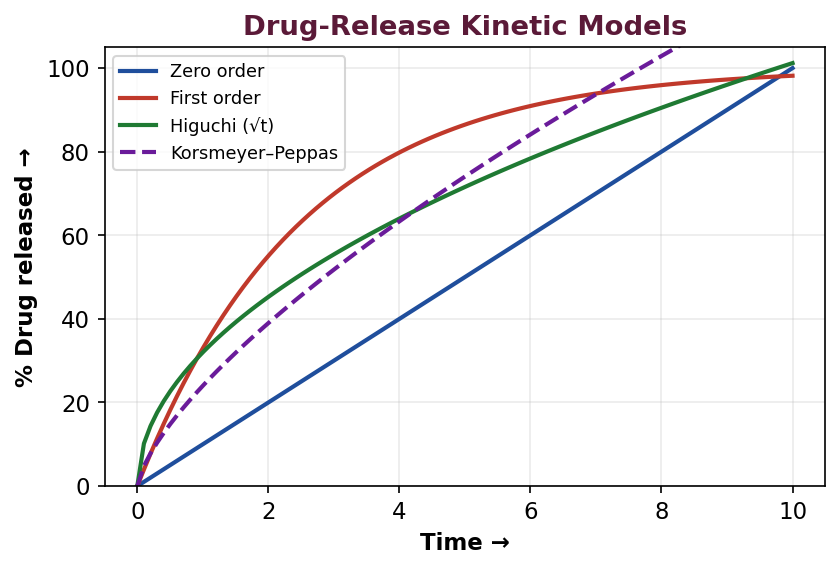 Drug-Release Kinetic Models
Zero order
First order
Higuchi (√t)
Korsmeyer–Peppas
% Drug released →
100
80
60
40
20
0
0 2 4 6 8 10
Time →